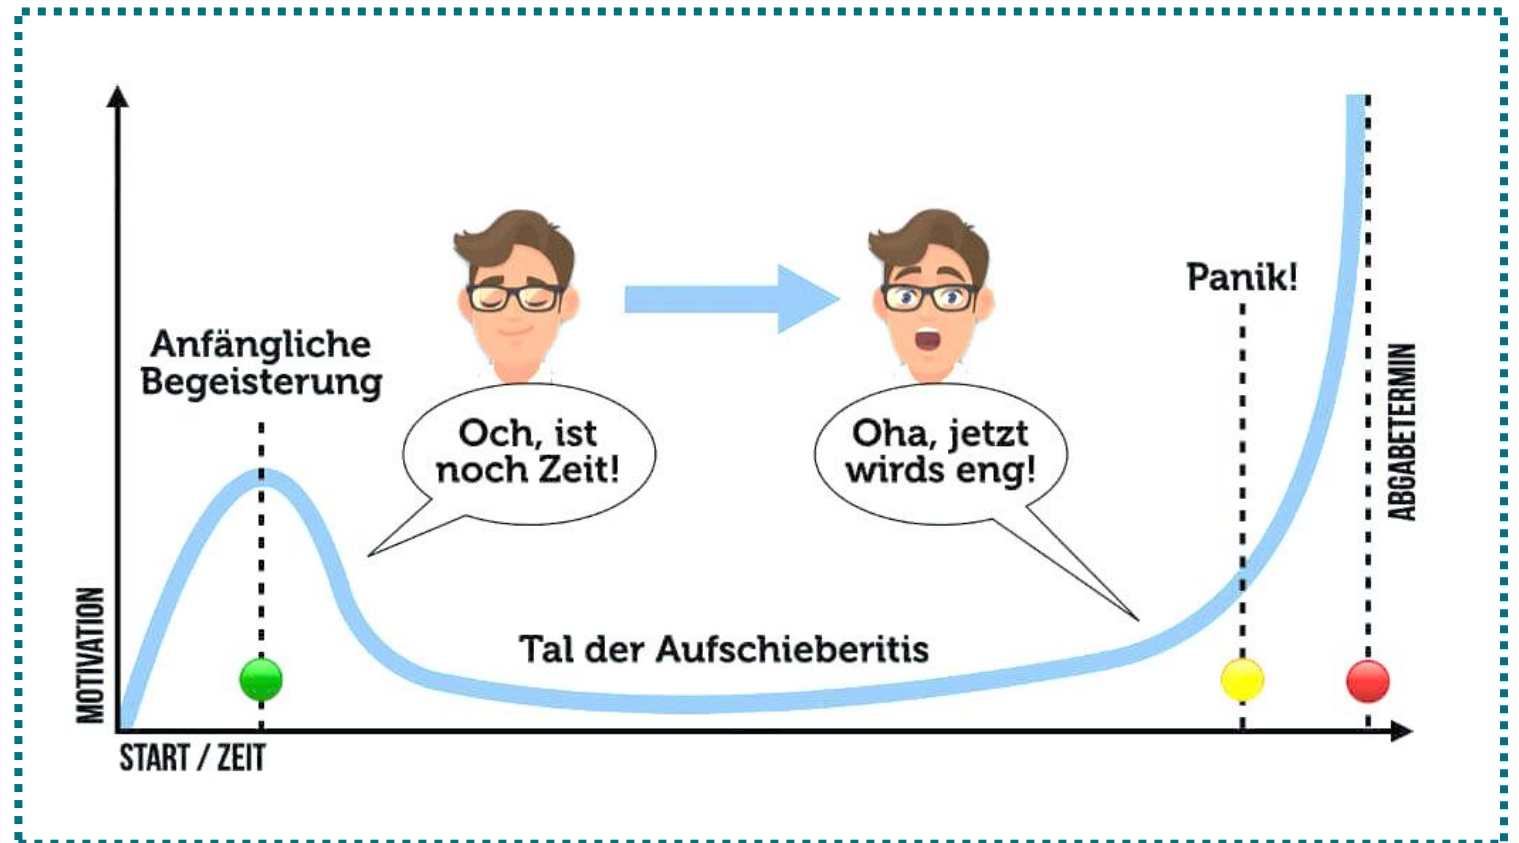 Anfängliche
Begeisterung
Och, ist
noch Zeit!
Oha, jetzt
wirds eng!
Panik!
Tal der Aufschieberitis
MOTIVATION
START / ZEIT
ABGABETERMIN